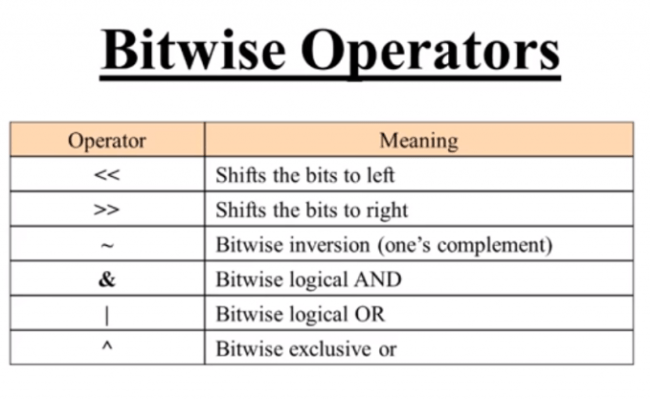 Bitwise Operators
Operator Meaning
<< Shifts the bits to left
>> Shifts the bits to right
~ Bitwise inversion (one’s complement)
& Bitwise logical AND
| Bitwise logical OR
^ Bitwise exclusive or